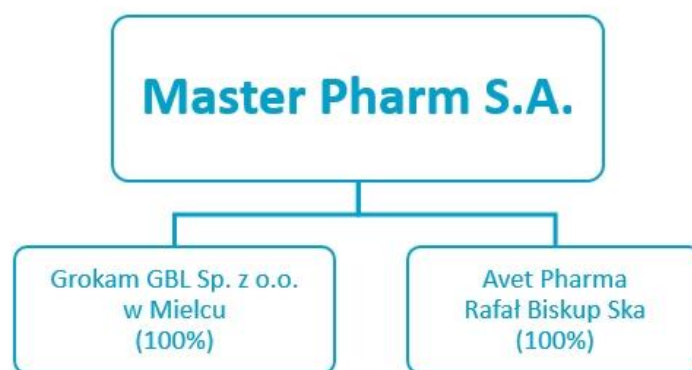 Master Pharm S.A.
Grokam GBL Sp. z o.o.
w Mielcu
(100%)
Avet Pharma
Rafał Biskup Ska
(100%)